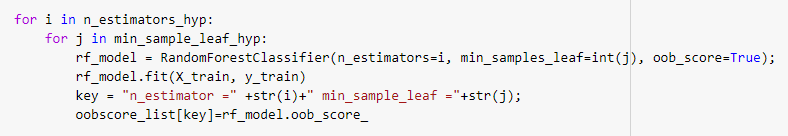 for i in n_estimators_hyp:
    for j in min_sample_leaf_hyp:
        rf_model = RandomForestClassifier(n_estimators=i, min_samples_leaf=int(j), oob_score=True);
        rf_model.fit(X_train, y_train)
        key = "n_estimator =" +str(i)+" min_sample_leaf ="+str(j);
        oobscore_list[key]=rf_model.oob_score_